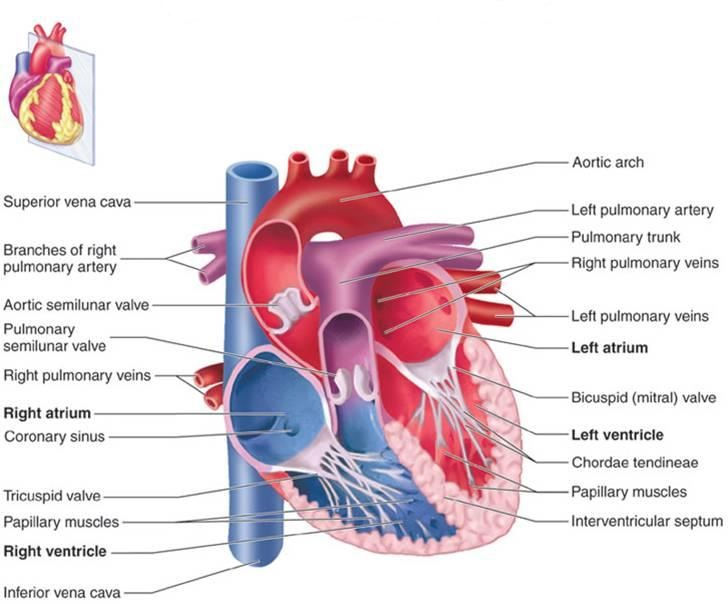 Superior vena cava
Branches of right
pulmonary artery
Aortic semilunar valve
Pulmonary
semilunar valve
Right pulmonary veins
Right atrium
Coronary sinus
Tricuspid valve
Papillary muscles
Right ventricle
Inferior vena cava
Aortic arch
Left pulmonary artery
Pulmonary trunk
Right pulmonary veins
Left pulmonary veins
Left atrium
Bicuspid (mitral) valve
Left ventricle
Chordae tendineae
Papillary muscles
Interventricular septum